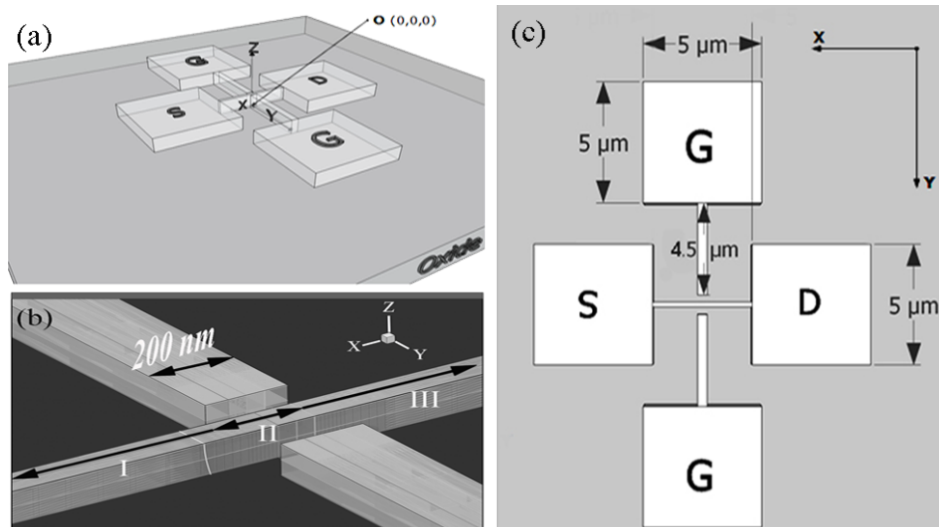 (a)
O (0,0,0)
Z
G
D
X
Y
S
G
Oxide
(b)
200 nm
Z
X
Y
III
II
I
(c)
5 µm
X
G
5 µm
Y
4.5 µm
S
D
5 µm
G